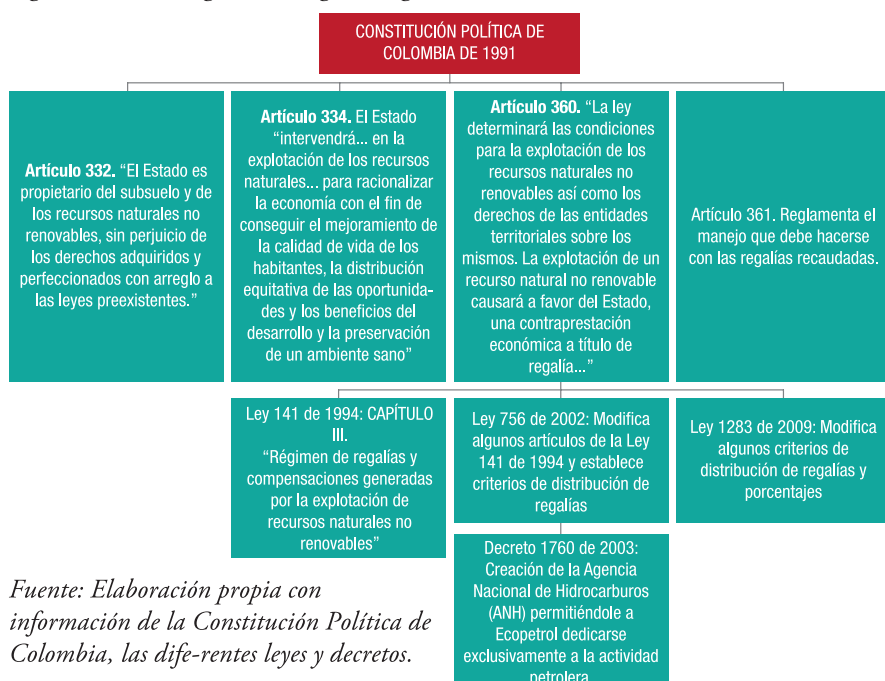 CONSTITUCIÓN POLÍTICA DE
COLOMBIA DE 1991
Artículo 332. “El Estado es
propietario del subsuelo y de
los recursos naturales no
renovables, sin perjuicio de
los derechos adquiridos y
perfeccionados con arreglo a
las leyes preexistentes.”
Artículo 334. El Estado
“intervendrá... en la
explotación de los recursos
naturales... para racionalizar
la economía con el fin de
conseguir el mejoramiento de
la calidad de vida de los
habitantes, la distribución
equitativa de las oportunida-
des y los beneficios del
desarrollo y la preservación
de un ambiente sano”
Artículo 360. “La ley
determinará las condiciones
para la explotación de los
recursos naturales no
renovables así como los
derechos de las entidades
territoriales sobre los
mismos. La explotación de un
recurso natural no renovable
causará a favor del Estado,
una contraprestación
económica a título de
regalía...”
Artículo 361. Reglamenta el
manejo que debe hacerse
con las regalías recaudadas.
Ley 141 de 1994: CAPÍTULO
III.
“Régimen de regalías y
compensaciones generadas
por la explotación de
recursos naturales no
renovables”
Ley 756 de 2002: Modifica
algunos artículos de la Ley
141 de 1994 y establece
criterios de distribución de
regalías
Ley 1283 de 2009: Modifica
algunos criterios de
distribución de regalías y
porcentajes
Decreto 1760 de 2003:
Creación de la Agencia
Nacional de Hidrocarburos
(ANH) permitiéndole a
Ecopetrol dedicarse
exclusivamente a la actividad
petrolera
Fuente: Elaboración propia con
información de la Constitución Política de
Colombia, las dife-rentes leyes y decretos.